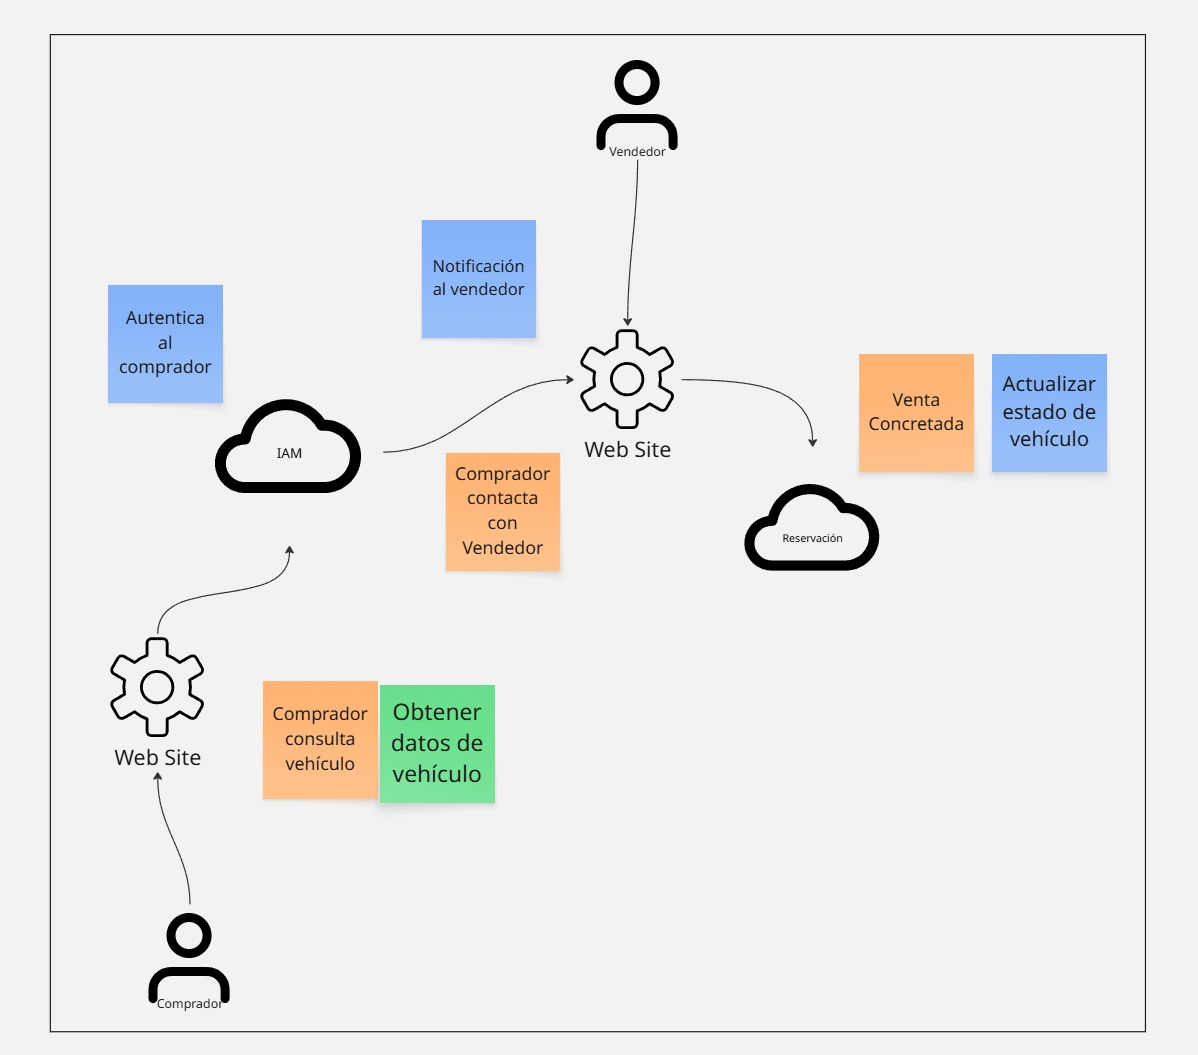 Vendedor
Notificación
al vendedor
Autentica
al
comprador
IAM
Web Site
Venta
Concretada
Actualizar
estado de
vehículo
Comprador
contacta
con
Vendedor
Reservación
Web Site
Comprador
consulta
vehículo
Obtener
datos de
vehículo
Comprador